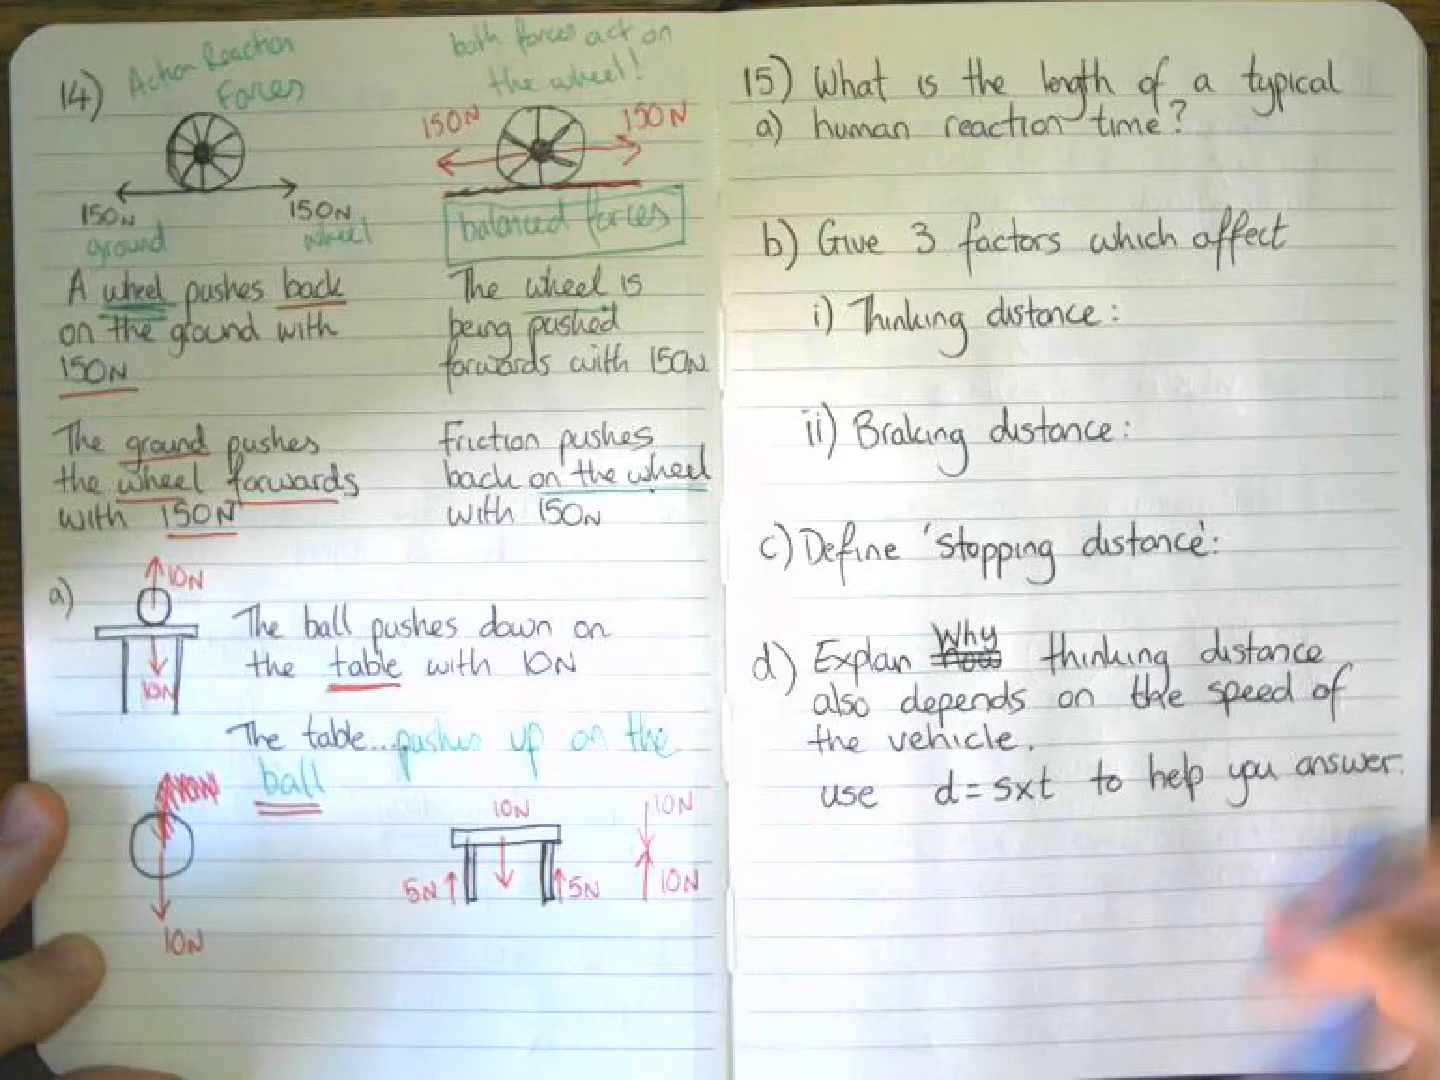 14) Action Reaction
forces
150N
ground
150N
wheel
A wheel pushes back
on the ground with
150N
The ground pushes
the wheel forwards
with 150N
both forces act on
the wheel!
150N
150N
balanced forces
The wheel is
being pushed
forwards with 150N
Friction pushes
back on the wheel
with 150N
a)
10N
10N
The ball pushes down on
the table with 10N
The table... pushes up on the
ball
10N
10N
10N
5N
5N
10N
10N
15) What is the length of a typical
a) human reaction time?
b) Give 3 factors which affect
i) Thinking distance:
ii) Braking distance:
c) Define 'stopping distance':
Why
d) Explan How thinking distance
also depends on the speed of
the vehicle.
use d = s x t to help you answer.